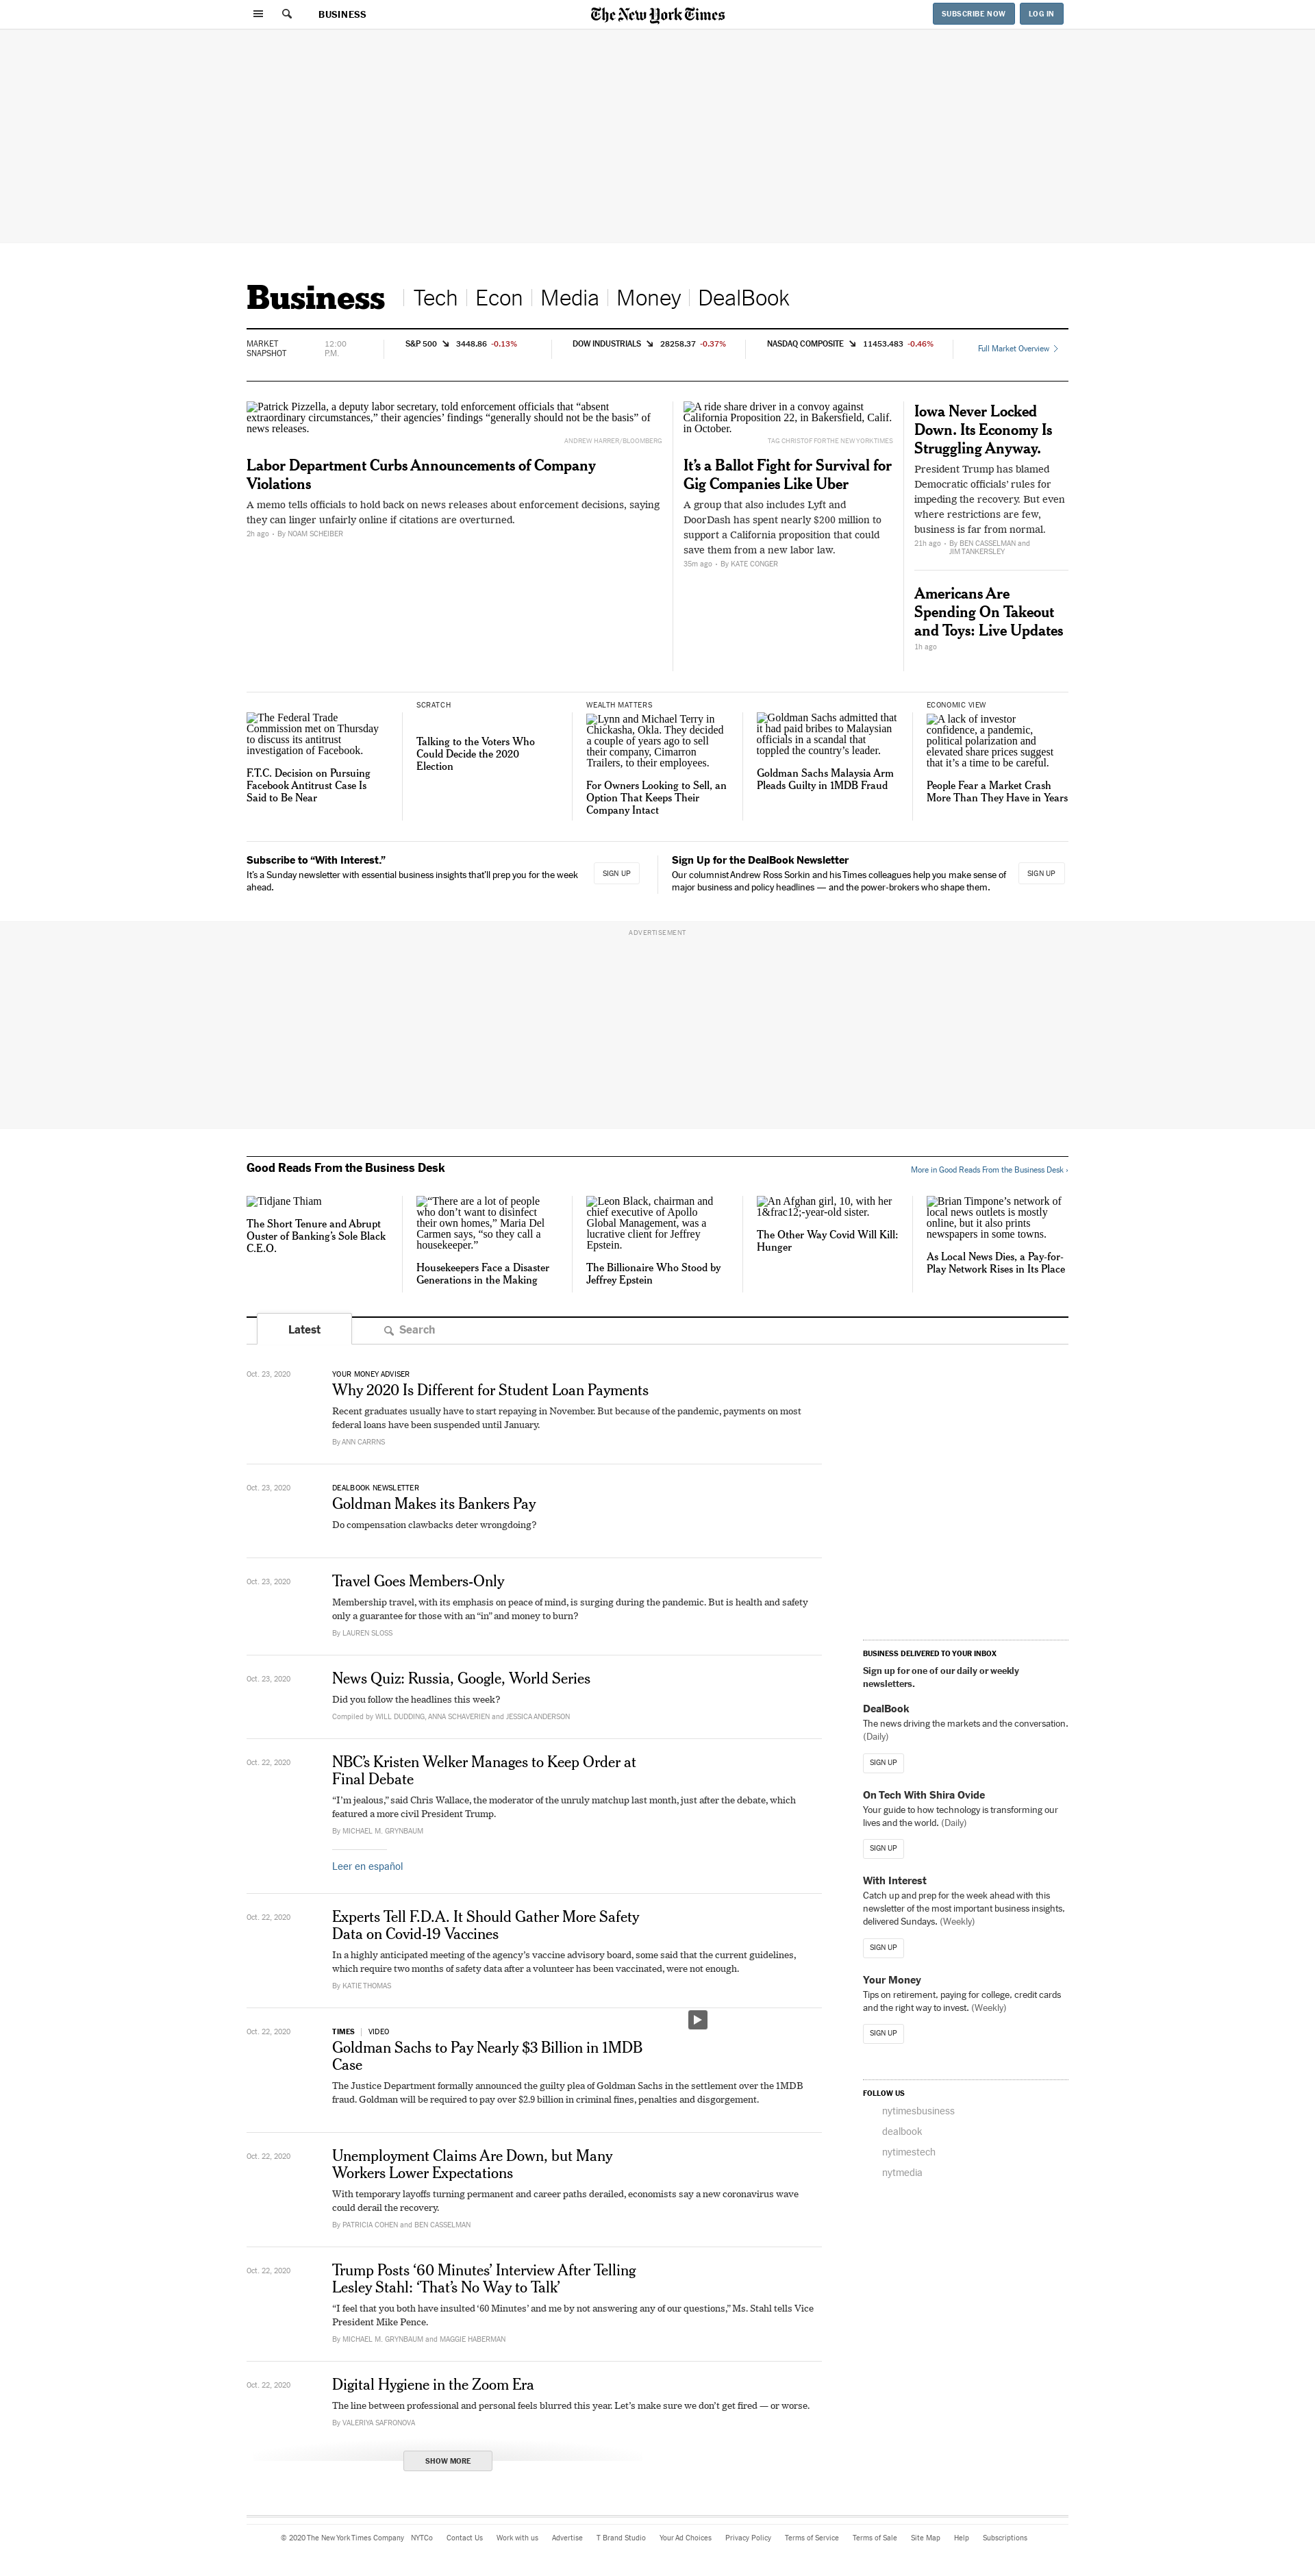 BUSINESS
The New York Times
SUBSCRIBE NOW
LOG IN
Business
Tech
Econ
Media
Money
DealBook
MARKET
SNAPSHOT
12:00
P.M.
S&P 500 3448.86 -0.13%
DOW INDUSTRIALS 28258.37 -0.37%
NASDAQ COMPOSITE 11453.483 -0.46%
Full Market Overview
Patrick Pizzella, a deputy labor secretary, told enforcement officials that “absent
extraordinary circumstances,” their agencies’ findings “generally should not be the basis” of
news releases.
ANDREW HARRER/BLOOMBERG
Labor Department Curbs Announcements of Company
Violations
A memo tells officials to hold back on news releases about enforcement decisions, saying
they can linger unfairly online if citations are overturned.
2h ago • By NOAM SCHEIBER
A ride share driver in a convoy against
California Proposition 22, in Bakersfield, Calif.
in October.
TAG CHRISTOF FOR THE NEW YORK TIMES
It’s a Ballot Fight for Survival for
Gig Companies Like Uber
A group that also includes Lyft and
DoorDash has spent nearly $200 million to
support a California proposition that could
save them from a new labor law.
35m ago • By KATE CONGER
Iowa Never Locked
Down. Its Economy Is
Struggling Anyway.
President Trump has blamed
Democratic officials’ rules for
impeding the recovery. But even
where restrictions are few,
business is far from normal.
21h ago • By BEN CASSELMAN and
JIM TANKERSLEY
Americans Are
Spending On Takeout
and Toys: Live Updates
1h ago
The Federal Trade
Commission met on Thursday
to discuss its antitrust
investigation of Facebook.
F.T.C. Decision on Pursuing
Facebook Antitrust Case Is
Said to Be Near
SCRATCH
Talking to the Voters Who
Could Decide the 2020
Election
WEALTH MATTERS
Lynn and Michael Terry in
Chickasha, Okla. They decided
a couple of years ago to sell
their company, Cimarron
Trailers, to their employees.
For Owners Looking to Sell, an
Option That Keeps Their
Company Intact
Goldman Sachs admitted that
it had paid bribes to Malaysian
officials in a scandal that
toppled the country’s leader.
Goldman Sachs Malaysia Arm
Pleads Guilty in 1MDB Fraud
ECONOMIC VIEW
A lack of investor
confidence, a pandemic,
political polarization and
elevated share prices suggest
that it’s a time to be careful.
People Fear a Market Crash
More Than They Have in Years
Subscribe to “With Interest.”
It’s a Sunday newsletter with essential business insights that’ll prep you for the week
ahead.
SIGN UP
Sign Up for the DealBook Newsletter
Our columnist Andrew Ross Sorkin and his Times colleagues help you make sense of
major business and policy headlines — and the power-brokers who shape them.
SIGN UP
ADVERTISEMENT
Good Reads From the Business Desk
More in Good Reads From the Business Desk ›
Tidjane Thiam
The Short Tenure and Abrupt
Ouster of Banking’s Sole Black
C.E.O.
“There are a lot of people
who don’t want to disinfect
their own homes,” Maria Del
Carmen says, “so they call a
housekeeper.”
Housekeepers Face a Disaster
Generations in the Making
Leon Black, chairman and
chief executive of Apollo
Global Management, was a
lucrative client for Jeffrey
Epstein.
The Billionaire Who Stood by
Jeffrey Epstein
An Afghan girl, 10, with her
1&frac12;-year-old sister.
The Other Way Covid Will Kill:
Hunger
Brian Timpone’s network of
local news outlets is mostly
online, but it also prints
newspapers in some towns.
As Local News Dies, a Pay-for-
Play Network Rises in Its Place
Latest
Search
Oct. 23, 2020
YOUR MONEY ADVISER
Why 2020 Is Different for Student Loan Payments
Recent graduates usually have to start repaying in November. But because of the pandemic, payments on most
federal loans have been suspended until January.
By ANN CARRNS
Oct. 23, 2020
DEALBOOK NEWSLETTER
Goldman Makes its Bankers Pay
Do compensation clawbacks deter wrongdoing?
Oct. 23, 2020
Travel Goes Members-Only
Membership travel, with its emphasis on peace of mind, is surging during the pandemic. But is health and safety
only a guarantee for those with an “in” and money to burn?
By LAUREN SLOSS
Oct. 23, 2020
News Quiz: Russia, Google, World Series
Did you follow the headlines this week?
Compiled by WILL DUDDING, ANNA SCHAVERIEN and JESSICA ANDERSON
Oct. 22, 2020
NBC’s Kristen Welker Manages to Keep Order at
Final Debate
“I’m jealous,” said Chris Wallace, the moderator of the unruly matchup last month, just after the debate, which
featured a more civil President Trump.
By MICHAEL M. GRYNBAUM
Leer en español
Oct. 22, 2020
Experts Tell F.D.A. It Should Gather More Safety
Data on Covid-19 Vaccines
In a highly anticipated meeting of the agency’s vaccine advisory board, some said that the current guidelines,
which require two months of safety data after a volunteer has been vaccinated, were not enough.
By KATIE THOMAS
Oct. 22, 2020
TIMES | VIDEO
Goldman Sachs to Pay Nearly $3 Billion in 1MDB
Case
The Justice Department formally announced the guilty plea of Goldman Sachs in the settlement over the 1MDB
fraud. Goldman will be required to pay over $2.9 billion in criminal fines, penalties and disgorgement.
Oct. 22, 2020
Unemployment Claims Are Down, but Many
Workers Lower Expectations
With temporary layoffs turning permanent and career paths derailed, economists say a new coronavirus wave
could derail the recovery.
By PATRICIA COHEN and BEN CASSELMAN
Oct. 22, 2020
Trump Posts ‘60 Minutes’ Interview After Telling
Lesley Stahl: ‘That’s No Way to Talk’
“I feel that you both have insulted ‘60 Minutes’ and me by not answering any of our questions,” Ms. Stahl tells Vice
President Mike Pence.
By MICHAEL M. GRYNBAUM and MAGGIE HABERMAN
Oct. 22, 2020
Digital Hygiene in the Zoom Era
The line between professional and personal feels blurred this year. Let’s make sure we don’t get fired — or worse.
By VALERIYA SAFRONOVA
SHOW MORE
BUSINESS DELIVERED TO YOUR INBOX
Sign up for one of our daily or weekly
newsletters.
DealBook
The news driving the markets and the conversation.
(Daily)
SIGN UP
On Tech With Shira Ovide
Your guide to how technology is transforming our
lives and the world. (Daily)
SIGN UP
With Interest
Catch up and prep for the week ahead with this
newsletter of the most important business insights,
delivered Sundays. (Weekly)
SIGN UP
Your Money
Tips on retirement, paying for college, credit cards
and the right way to invest. (Weekly)
SIGN UP
FOLLOW US
nytimesbusiness
dealbook
nytimestech
nytmedia
© 2020 The New York Times Company NYTCo Contact Us Work with us Advertise T Brand Studio Your Ad Choices Privacy Policy Terms of Service Terms of Sale Site Map Help Subscriptions